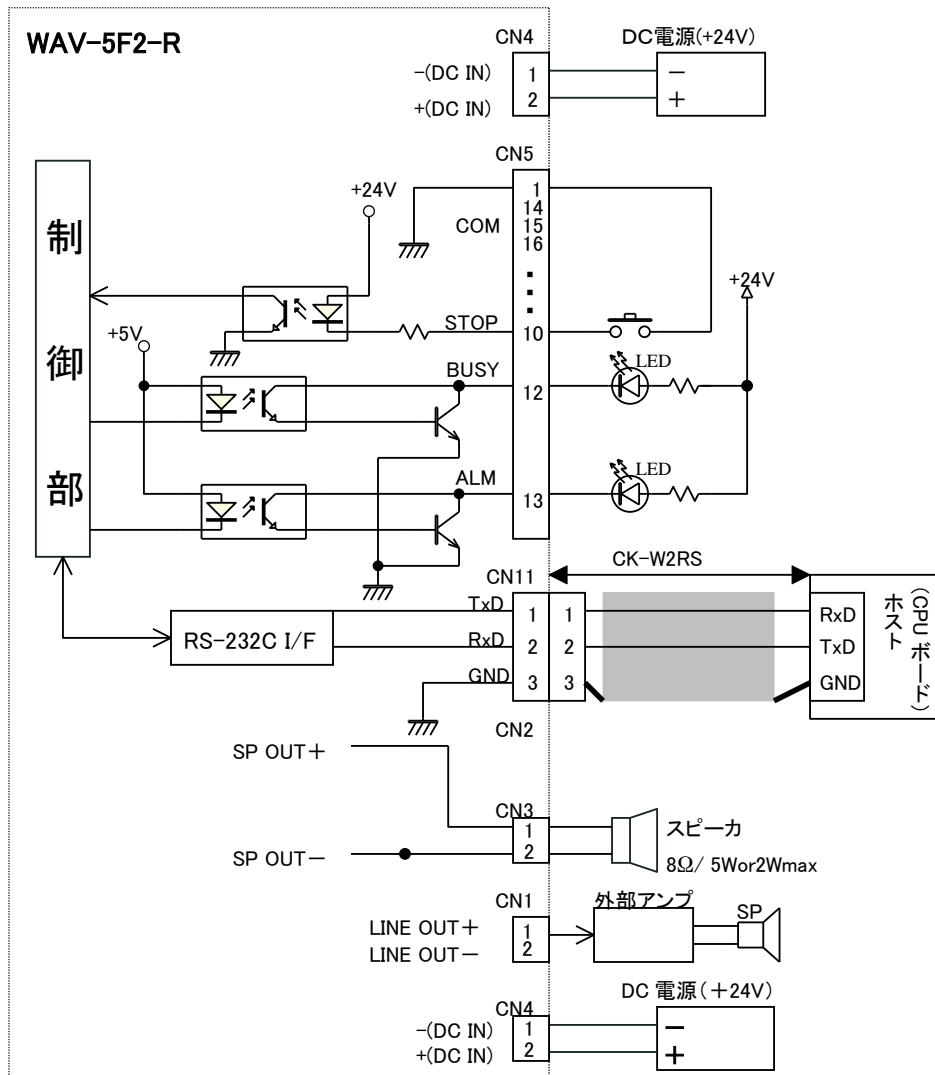 WAV-5F2-R
CN4
DC電源(+24V)
-(DC IN)
1
-
+(DC IN)
2
+
CN5
+24V
1
14
COM
15
16
制御部
+24V
+5V
STOP
10
BUSY
LED
12
ALM
LED
13
CN11
CK-W2RS
TxD
1
1
RxD
RS-232C I/F
RxD
2
2
TxD
GND
3
3
GND
ホスト
(CPU ボード)
CN2
SP OUT+
CN3
1
スピーカ
SP OUT-
2
8Ω/ 5Wor2Wmax
CN1
外部アンプ
SP
LINE OUT+
1
LINE OUT-
2
CN4
DC 電源(+24V)
-(DC IN)
1
-
+(DC IN)
2
+